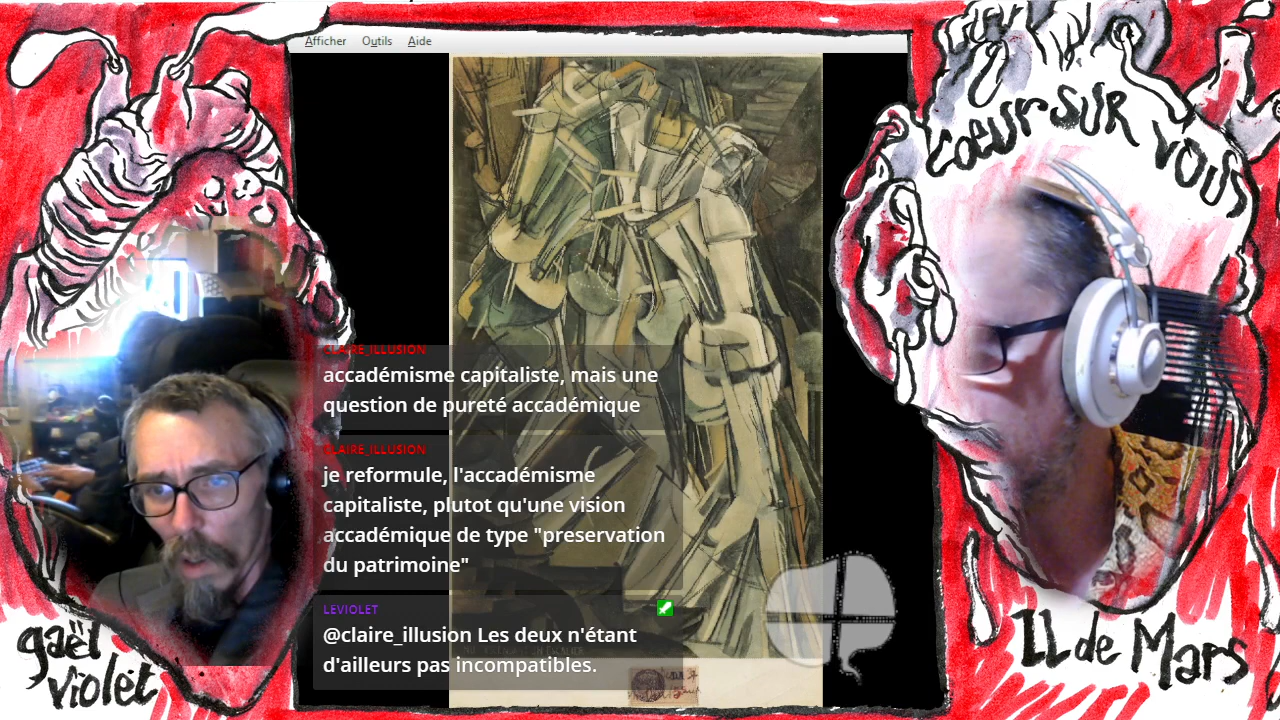 Afficher Outils Aide
cœur SUR vous
CLAIRE_ILLUSION
accadémisme capitaliste, mais une
question de pureté accadémique
CLAIRE_ILLUSION
je reformule, l'accadémisme
capitaliste, plutot qu'une vision
accadémique de type "preservation
du patrimoine"
LEVIOLET
@claire_illusion Les deux n'étant
d'ailleurs pas incompatibles.
gaël
violet
LL de Mars